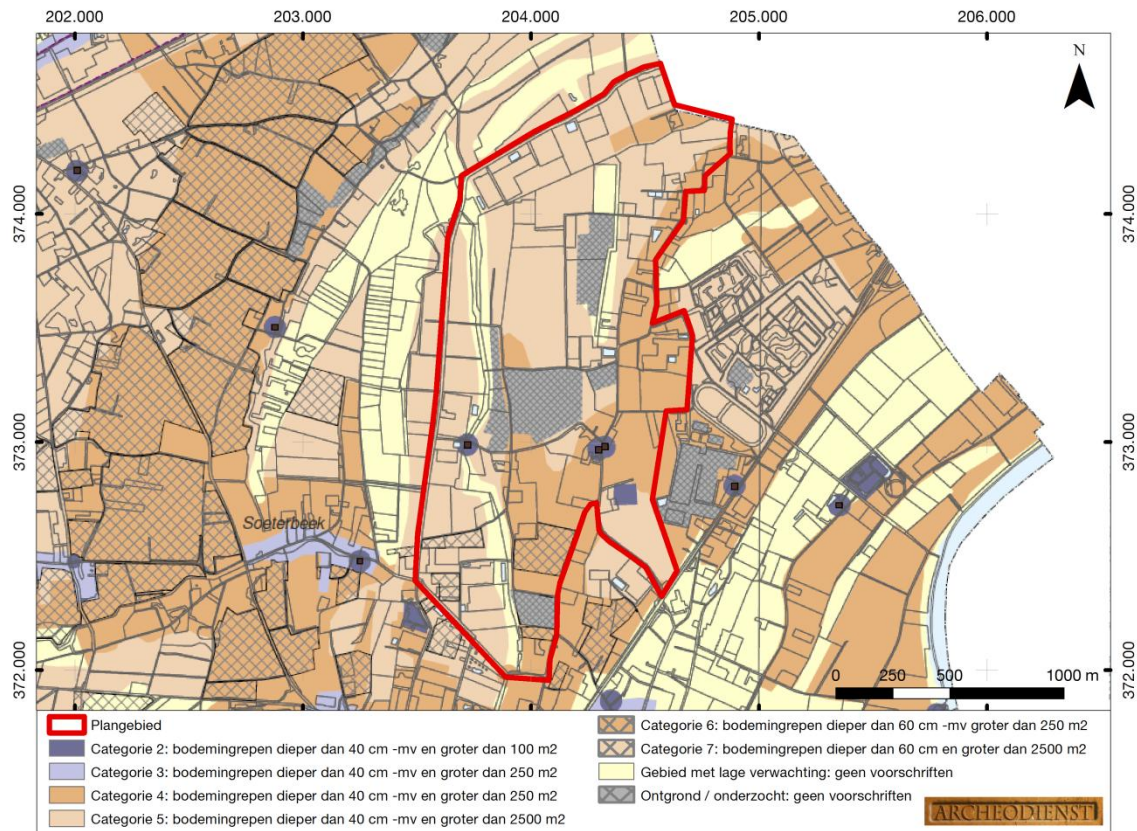 202.000 203.000 204.000 205.000 206.000
N
374.000 374.000
373.000 373.000
Soeterbeek
372.000 372.000
0 250 500 1000 m
Plangebied
Categorie 2: bodemingrepen dieper dan 40 cm -mv en groter dan 100 m2
Categorie 3: bodemingrepen dieper dan 40 cm -mv en groter dan 250 m2
Categorie 4: bodemingrepen dieper dan 40 cm -mv en groter dan 250 m2
Categorie 5: bodemingrepen dieper dan 40 cm -mv en groter dan 2500 m2
Categorie 6: bodemingrepen dieper dan 60 cm -mv groter dan 250 m2
Categorie 7: bodemingrepen dieper dan 60 cm en groter dan 2500 m2
Gebied met lage verwachting: geen voorschriften
Ontgrond / onderzocht: geen voorschriften
ARCHEODIENST